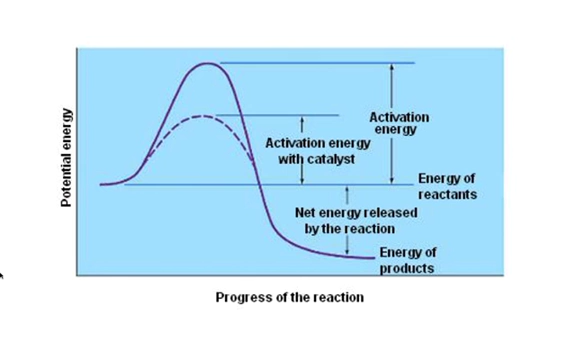 Potential energy
Activation
energy
Activation energy
with catalyst
Energy of
reactants
Net energy released
by the reaction
Energy of
products
Progress of the reaction